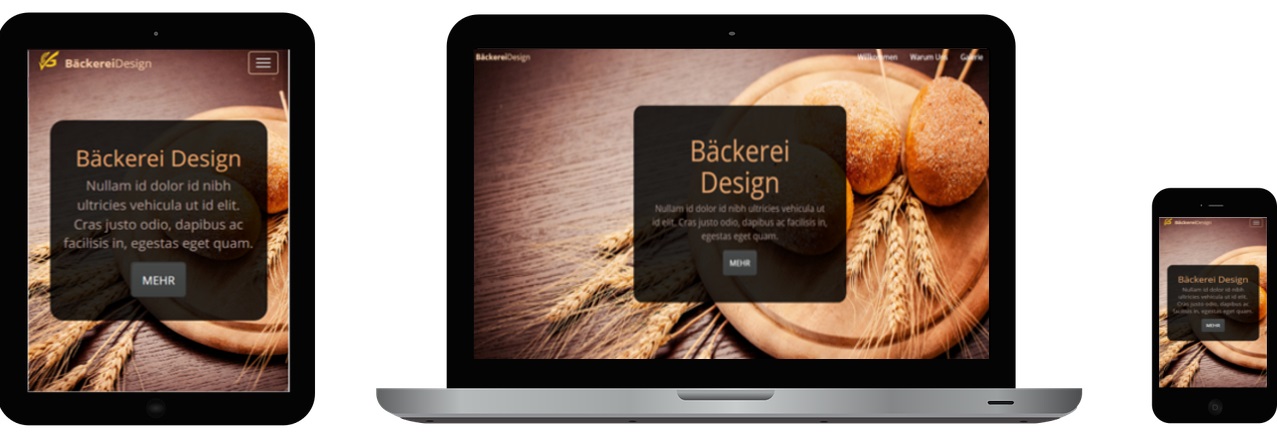 BäckereiDesign
Bäckerei Design
Nullam id dolor id nibh
ultricies vehicula ut id elit.
Cras justo odio, dapibus ac
facilisis in, egestas eget quam.
MEHR
BäckereiDesign
Willkommen Warum Uns Galerie
Bäckerei
Design
Nullam id dolor id nibh ultricies vehicula ut
id elit. Cras justo odio, dapibus ac facilisis in,
egestas eget quam.
MEHR
BäckereiDesign
Bäckerei Design
Nullam id dolor id nibh
ultricies vehicula ut id elit.
Cras justo odio, dapibus ac
facilisis in, egestas eget quam.
MEHR